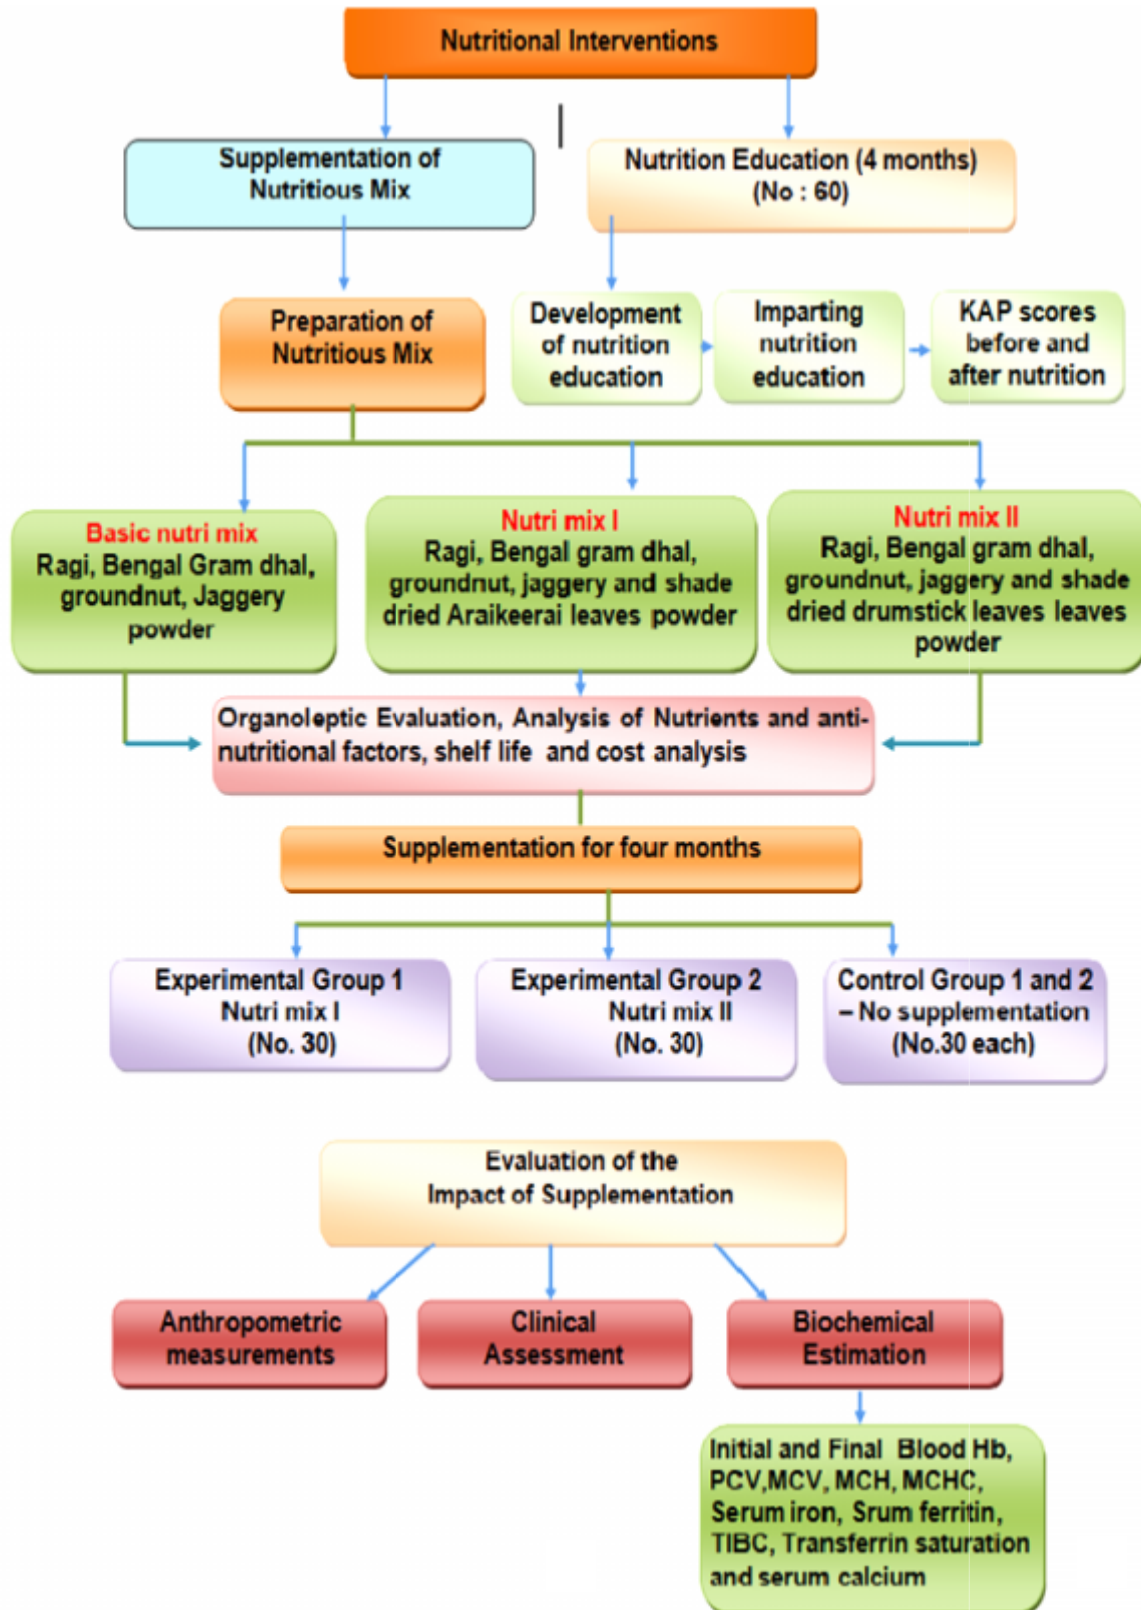 Nutritional Interventions
Supplementation of
Nutritious Mix
Nutrition Education (4 months)
(No : 60)
Preparation of
Nutritious Mix
Development
of nutrition
education
Imparting
nutrition
education
KAP scores
before and
after nutrition
Basic nutri mix
Ragi, Bengal Gram dhal,
groundnut, Jaggery
powder
Nutri mix I
Ragi, Bengal gram dhal,
groundnut, jaggery and shade
dried Araikeerai leaves powder
Nutri mix II
Ragi, Bengal gram dhal,
groundnut, jaggery and shade
dried drumstick leaves leaves
powder
Organoleptic Evaluation, Analysis of Nutrients and anti-
nutritional factors, shelf life and cost analysis
Supplementation for four months
Experimental Group 1
Nutri mix I
(No. 30)
Experimental Group 2
Nutri mix II
(No. 30)
Control Group 1 and 2
– No supplementation
(No.30 each)
Evaluation of the
Impact of Supplementation
Anthropometric
measurements
Clinical
Assessment
Biochemical
Estimation
Initial and Final Blood Hb,
PCV,MCV, MCH, MCHC,
Serum iron, Srum ferritin,
TIBC, Transferrin saturation
and serum calcium